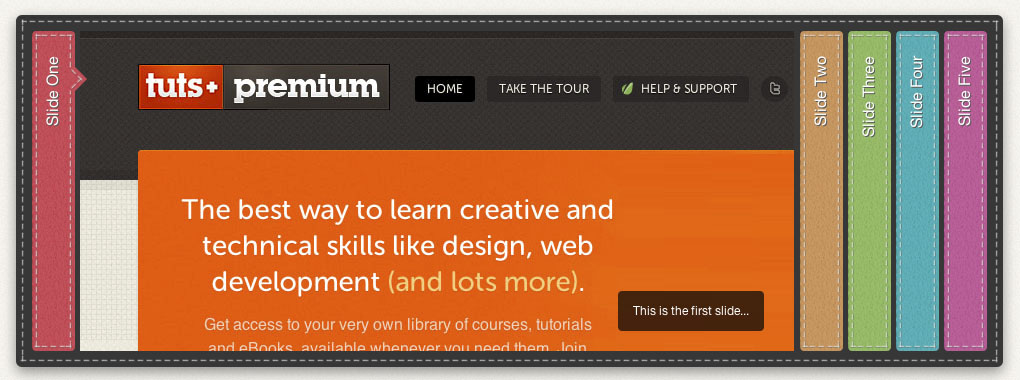 Slide One
tuts+ premium
HOME
TAKE THE TOUR
HELP & SUPPORT
The best way to learn creative and
technical skills like design, web
development (and lots more).
Get access to your very own library of courses, tutorials
and eBooks, available whenever you need them. Join
This is the first slide...
Slide Two
Slide Three
Slide Four
Slide Five